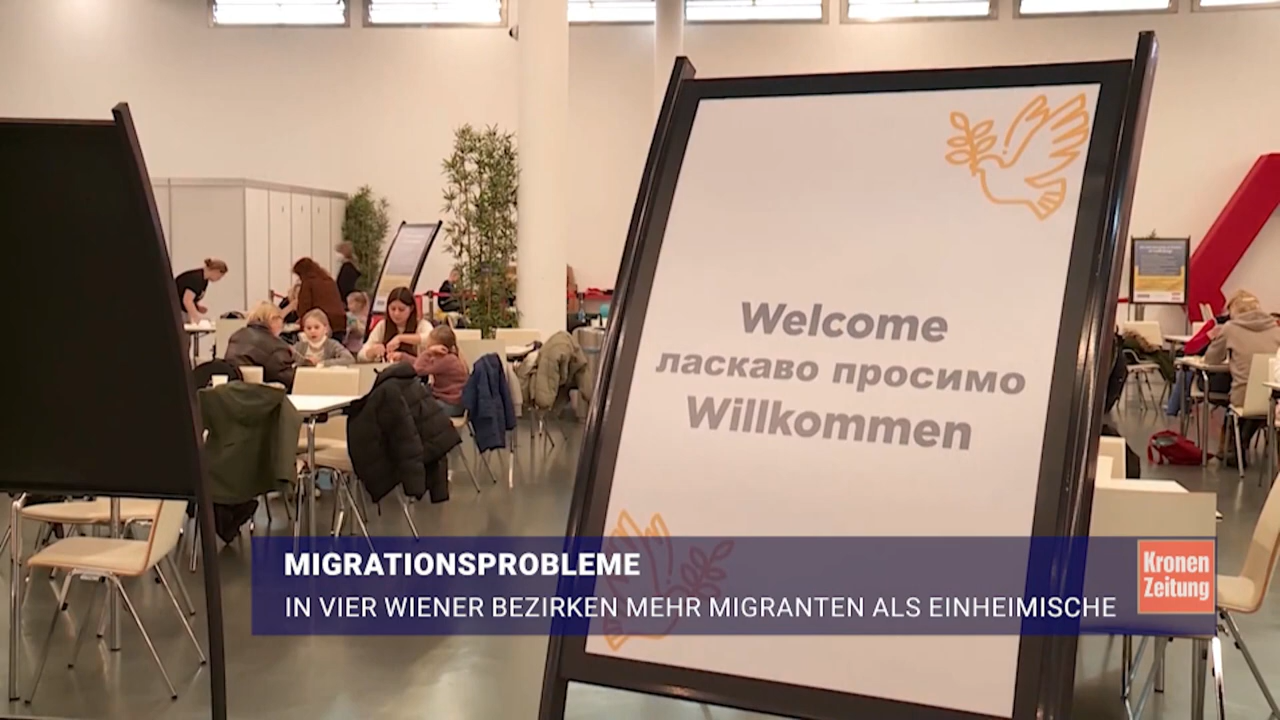 Welcome
ласкаво просимо
Willkommen
MIGRATIONSPROBLEME
IN VIER WIENER BEZIRKEN MEHR MIGRANTEN ALS EINHEIMISCHE
Kronen
Zeitung